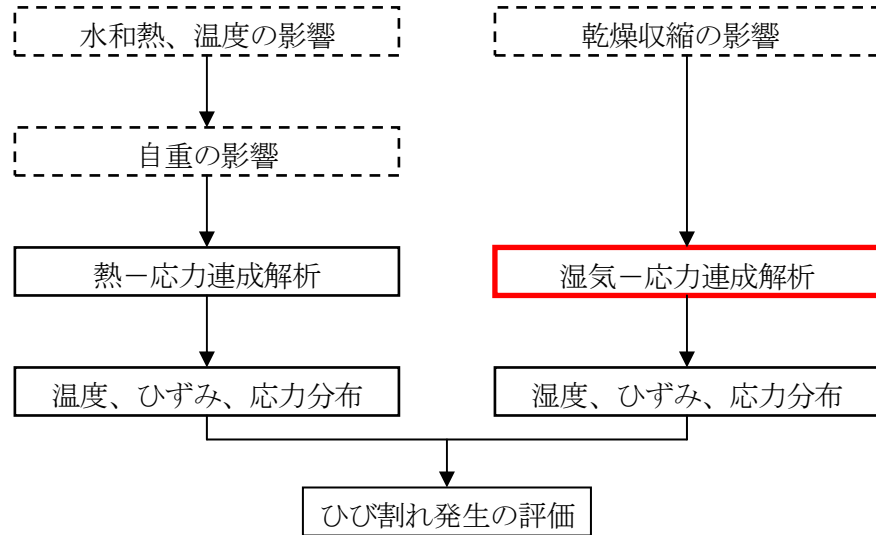 水和熱、温度の影響
乾燥収縮の影響
自重の影響
熱－応力連成解析
湿気－応力連成解析
温度、ひずみ、応力分布
湿度、ひずみ、応力分布
ひび割れ発生の評価